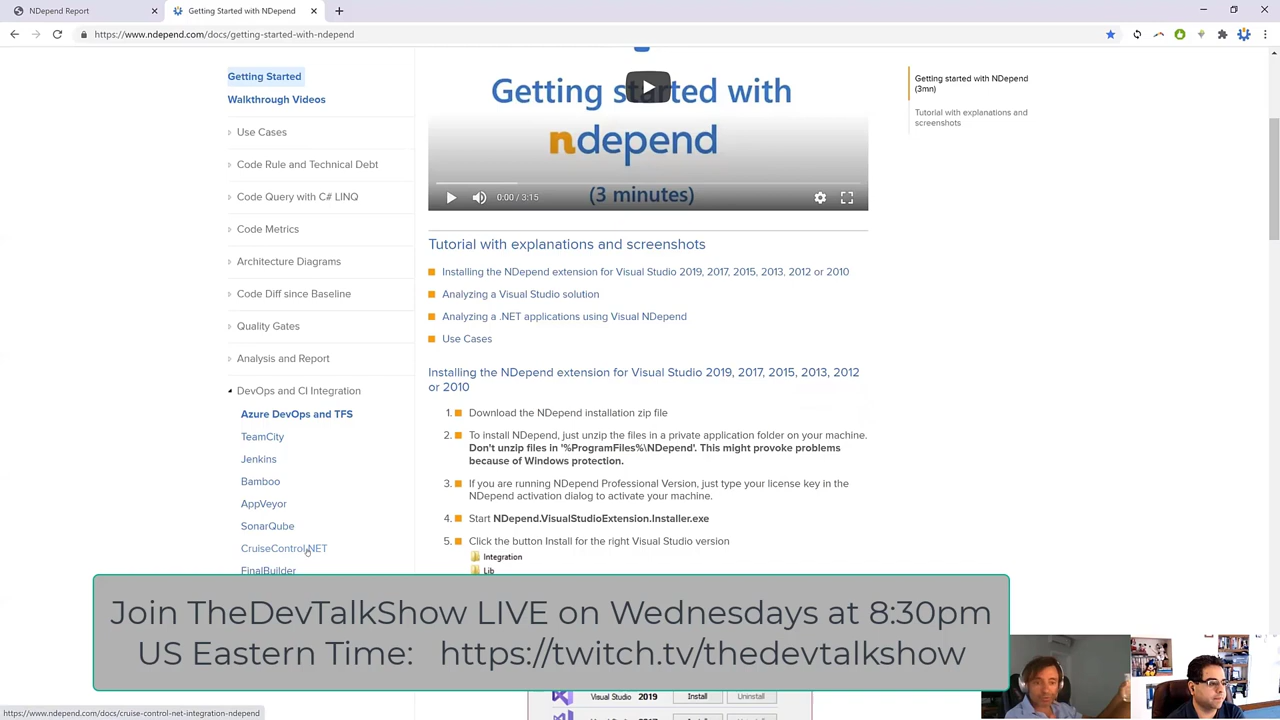 NDepend Report
Getting Started With NDepend
https://www.ndepend.com/docs/getting-started-with-ndepend
Getting Started
Walkthrough Videos
Use Cases
Code Rule and Technical Debt
Code Query with C# LINQ
Code Metrics
Architecture Diagrams
Code Diff since Baseline
Quality Gates
Analysis and Report
DevOps and CI Integration
Azure DevOps and TFS
TeamCity
Jenkins
Bamboo
AppVeyor
SonarQube
CruiseControl.NET
FinalBuilder
Getting started with
ndepend
(3 minutes)
0:00 / 3:15
Tutorial with explanations and screenshots
Installing the NDepend extension for Visual Studio 2019, 2017, 2015, 2013, 2012 or 2010
Analyzing a Visual Studio solution
Analyzing a .NET applications using Visual NDepend
Use Cases
Installing the NDepend extension for Visual Studio 2019, 2017, 2015, 2013, 2012
or 2010
1. Download the NDepend installation zip file
2. To install NDepend, just unzip the files in a private application folder on your machine.
Don't unzip files in '%ProgramFiles%\NDepend'. This might provoke problems
because of Windows protection.
3. If you are running NDepend Professional Version, just type your license key in the
NDepend activation dialog to activate your machine.
4. Start NDepend.VisualStudioExtension.Installer.exe
5. Click the button Install for the right Visual Studio version
Integration
Lib
Getting started with NDepend
(3mn)
Tutorial with explanations and
screenshots
Join TheDevTalkShow LIVE on Wednesdays at 8:30pm
US Eastern Time: https://twitch.tv/thedevtalkshow
Visual Studio 2019 Install Uninstall
https://www.ndepend.com/docs/cruise-control-net-integration-ndepend